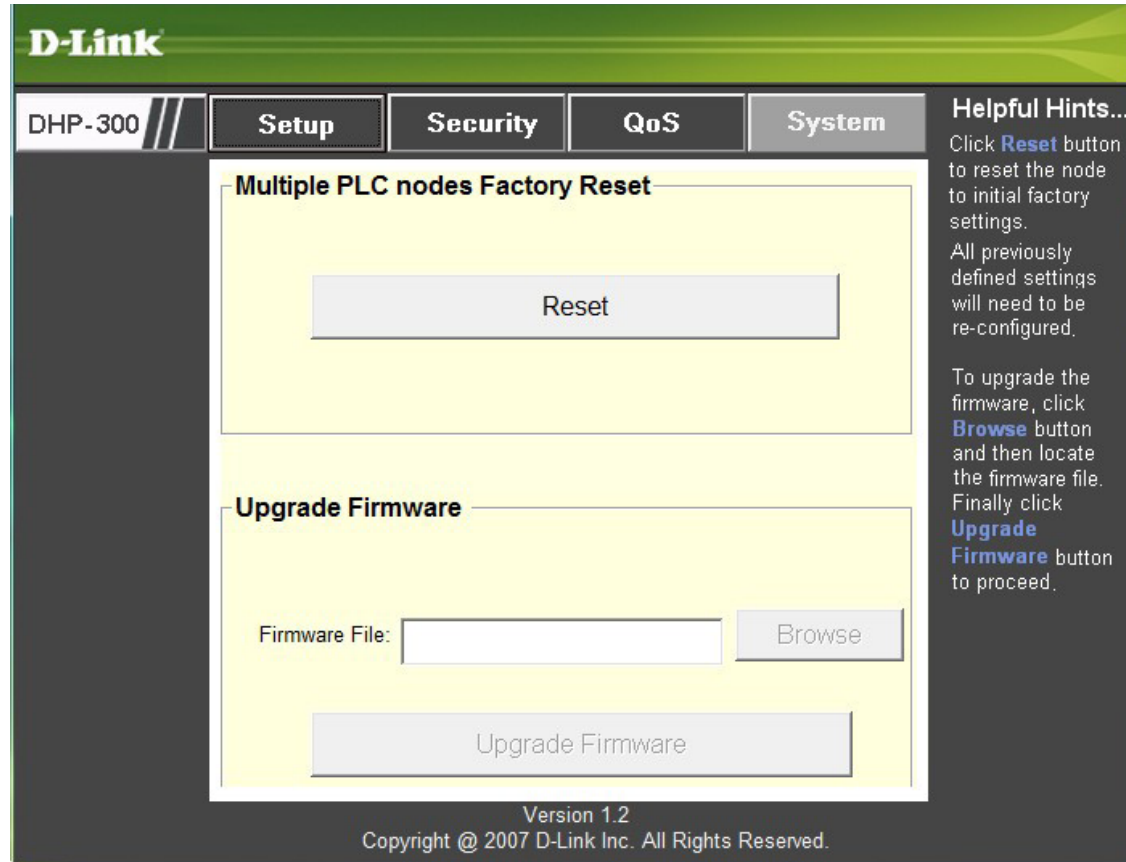 D-Link
DHP-300
Setup
Security
QoS
System
Multiple PLC nodes Factory Reset
Reset
Upgrade Firmware
Firmware File:
Browse
Upgrade Firmware
Helpful Hints...
Click Reset button
to reset the node
to initial factory
settings.
All previously
defined settings
will need to be
re-configured.
To upgrade the
firmware, click
Browse button
and then locate
the firmware file.
Finally click
Upgrade
Firmware button
to proceed.
Version 1.2
Copyright @ 2007 D-Link Inc. All Rights Reserved.